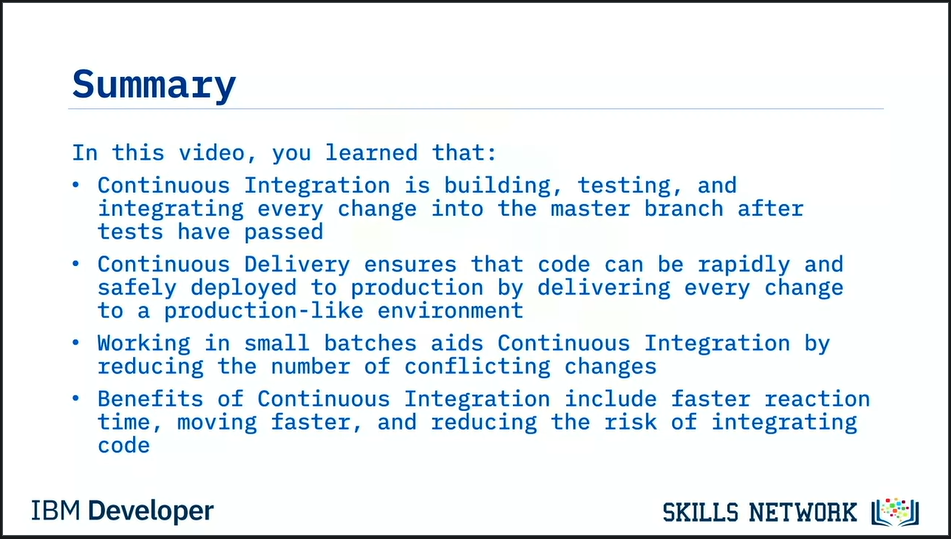 Summary
In this video, you learned that:
• Continuous Integration is building, testing, and
integrating every change into the master branch after
tests have passed
• Continuous Delivery ensures that code can be rapidly and
safely deployed to production by delivering every change
to a production-like environment
• Working in small batches aids Continuous Integration by
reducing the number of conflicting changes
• Benefits of Continuous Integration include faster reaction
time, moving faster, and reducing the risk of integrating
code
IBM Developer
SKILLS NETWORK